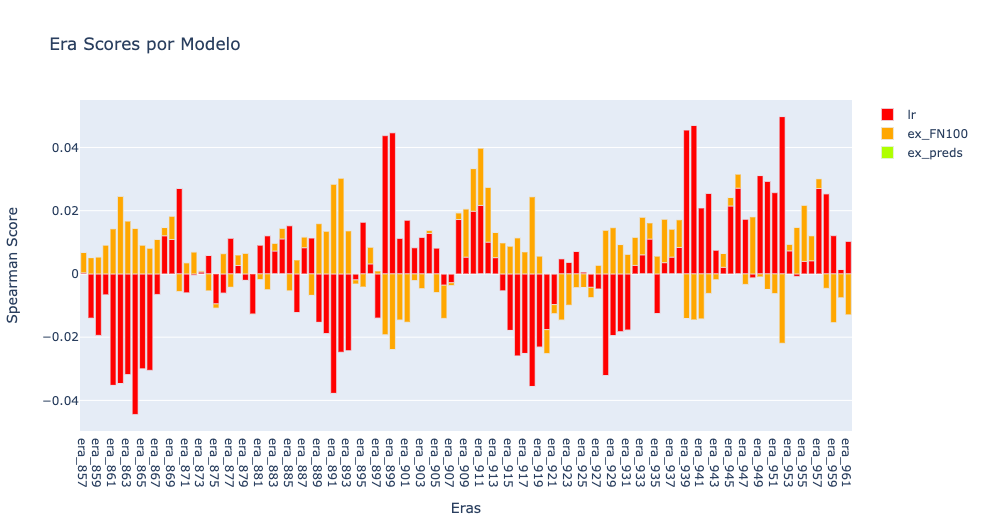 Era Scores por Modelo
lr
ex_FN100
ex_preds
Spearman Score
0.04
0.02
0
−0.02
−0.04
era_857
era_859
era_861
era_863
era_865
era_867
era_869
era_871
era_873
era_875
era_877
era_879
era_881
era_883
era_885
era_887
era_889
era_891
era_893
era_895
era_897
era_899
era_901
era_903
era_905
era_907
era_909
era_911
era_913
era_915
era_917
era_919
era_921
era_923
era_925
era_927
era_929
era_931
era_933
era_935
era_937
era_939
era_941
era_943
era_945
era_947
era_949
era_951
era_953
era_955
era_957
era_959
era_961
Eras